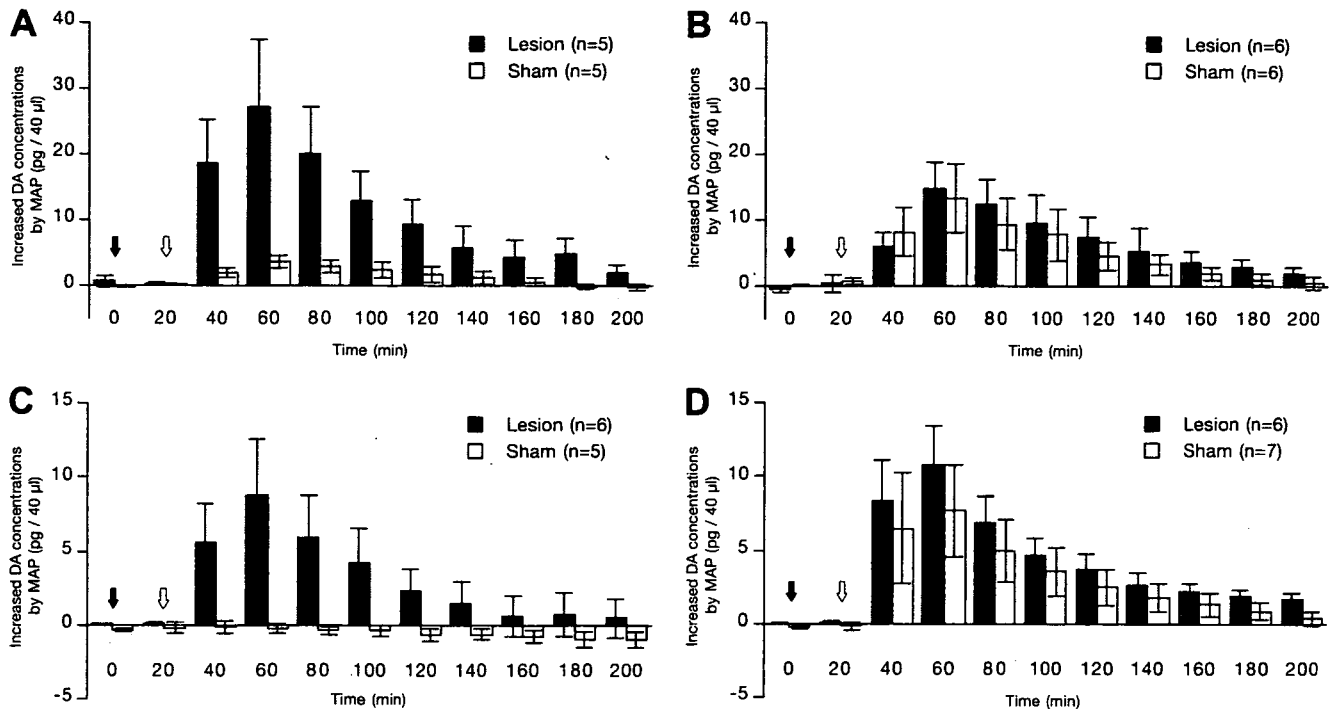 A
Increased DA concentrations
by MAP (pg / 40 µl)
40
30
20
10
0
Lesion (n=5)
Sham (n=5)
0 20 40 60 80 100 120 140 160 180 200
Time (min)
B
Increased DA concentrations
by MAP (pg / 40 µl)
40
30
20
10
0
Lesion (n=6)
Sham (n=6)
0 20 40 60 80 100 120 140 160 180 200
Time (min)
C
Increased DA concentrations
by MAP (pg / 40 µl)
15
10
5
0
-5
Lesion (n=6)
Sham (n=5)
0 20 40 60 80 100 120 140 160 180 200
Time (min)
D
Increased DA concentrations
by MAP (pg / 40 µl)
15
10
5
0
-5
Lesion (n=6)
Sham (n=7)
0 20 40 60 80 100 120 140 160 180 200
Time (min)